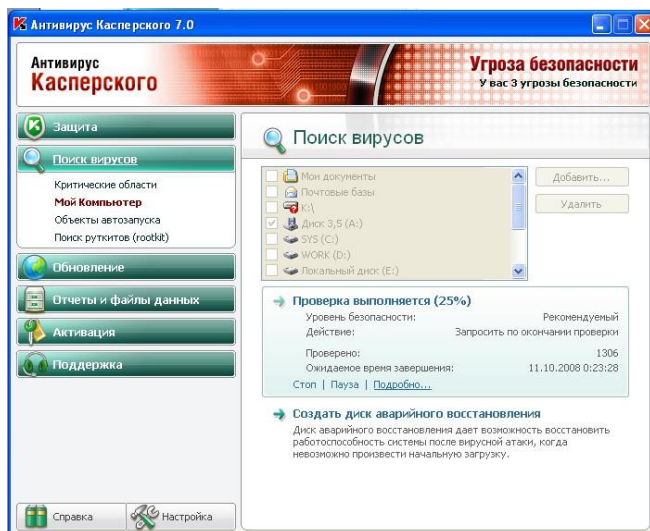 Антивирус Касперского 7.0
Антивирус
Касперского
Угроза безопасности
У вас 3 угрозы безопасности
Защита
Поиск вирусов
Критические области
Мой Компьютер
Объекты автозапуска
Поиск руткитов (rootkit)
Обновление
Отчеты и файлы данных
Активация
Поддержка
Справка
Настройка
Поиск вирусов
Мои документы
Почтовые базы
K:\
Диск 3,5 (A:)
SYS (C:)
WORK (D:)
Локальный диск (E:)
Добавить...
Удалить
Проверка выполняется (25%)
Уровень безопасности: Рекомендуемый
Действие: Запросить по окончании проверки
Проверено: 1306
Ожидаемое время завершения: 11.10.2008 0:23:28
Стоп | Пауза | Подробно...
Создать диск аварийного восстановления
Диск аварийного восстановления дает возможность восстановить
работоспособность системы после вирусной атаки, когда
невозможно произвести начальную загрузку.